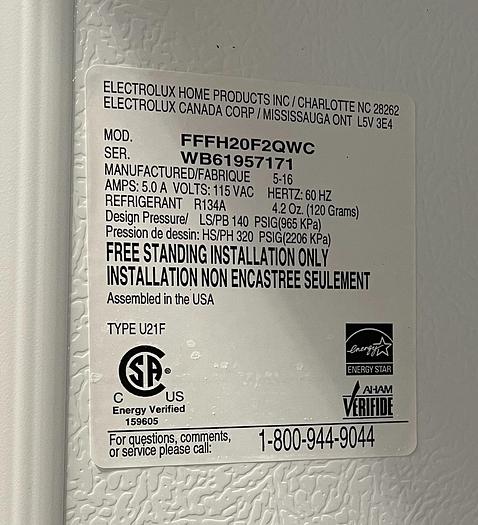 ELECTROLUX HOME PRODUCTS INC / CHARLOTTE NC 28262
ELECTROLUX CANADA CORP / MISSISSAUGA ONT L5V 3E4
MOD. FFFH20F2QWC
SER. WB61957171
MANUFACTURED/FABRIQUE 5-16
AMPS: 5.0 A VOLTS: 115 VAC HERTZ: 60 HZ
REFRIGERANT R134A 4.2 Oz. (120 Grams)
Design Pressure/ LS/PB 140 PSIG(965 KPa)
Pression de dessin: HS/PH 320 PSIG(2206 KPa)
FREE STANDING INSTALLATION ONLY
INSTALLATION NON ENCASTREE SEULEMENT
Assembled in the USA
TYPE U21F
CSA ®
C US
Energy Verified
159605
energy
ENERGY STAR
AHAM
VERIFIDE
For questions, comments,
or service please call: 1-800-944-9044